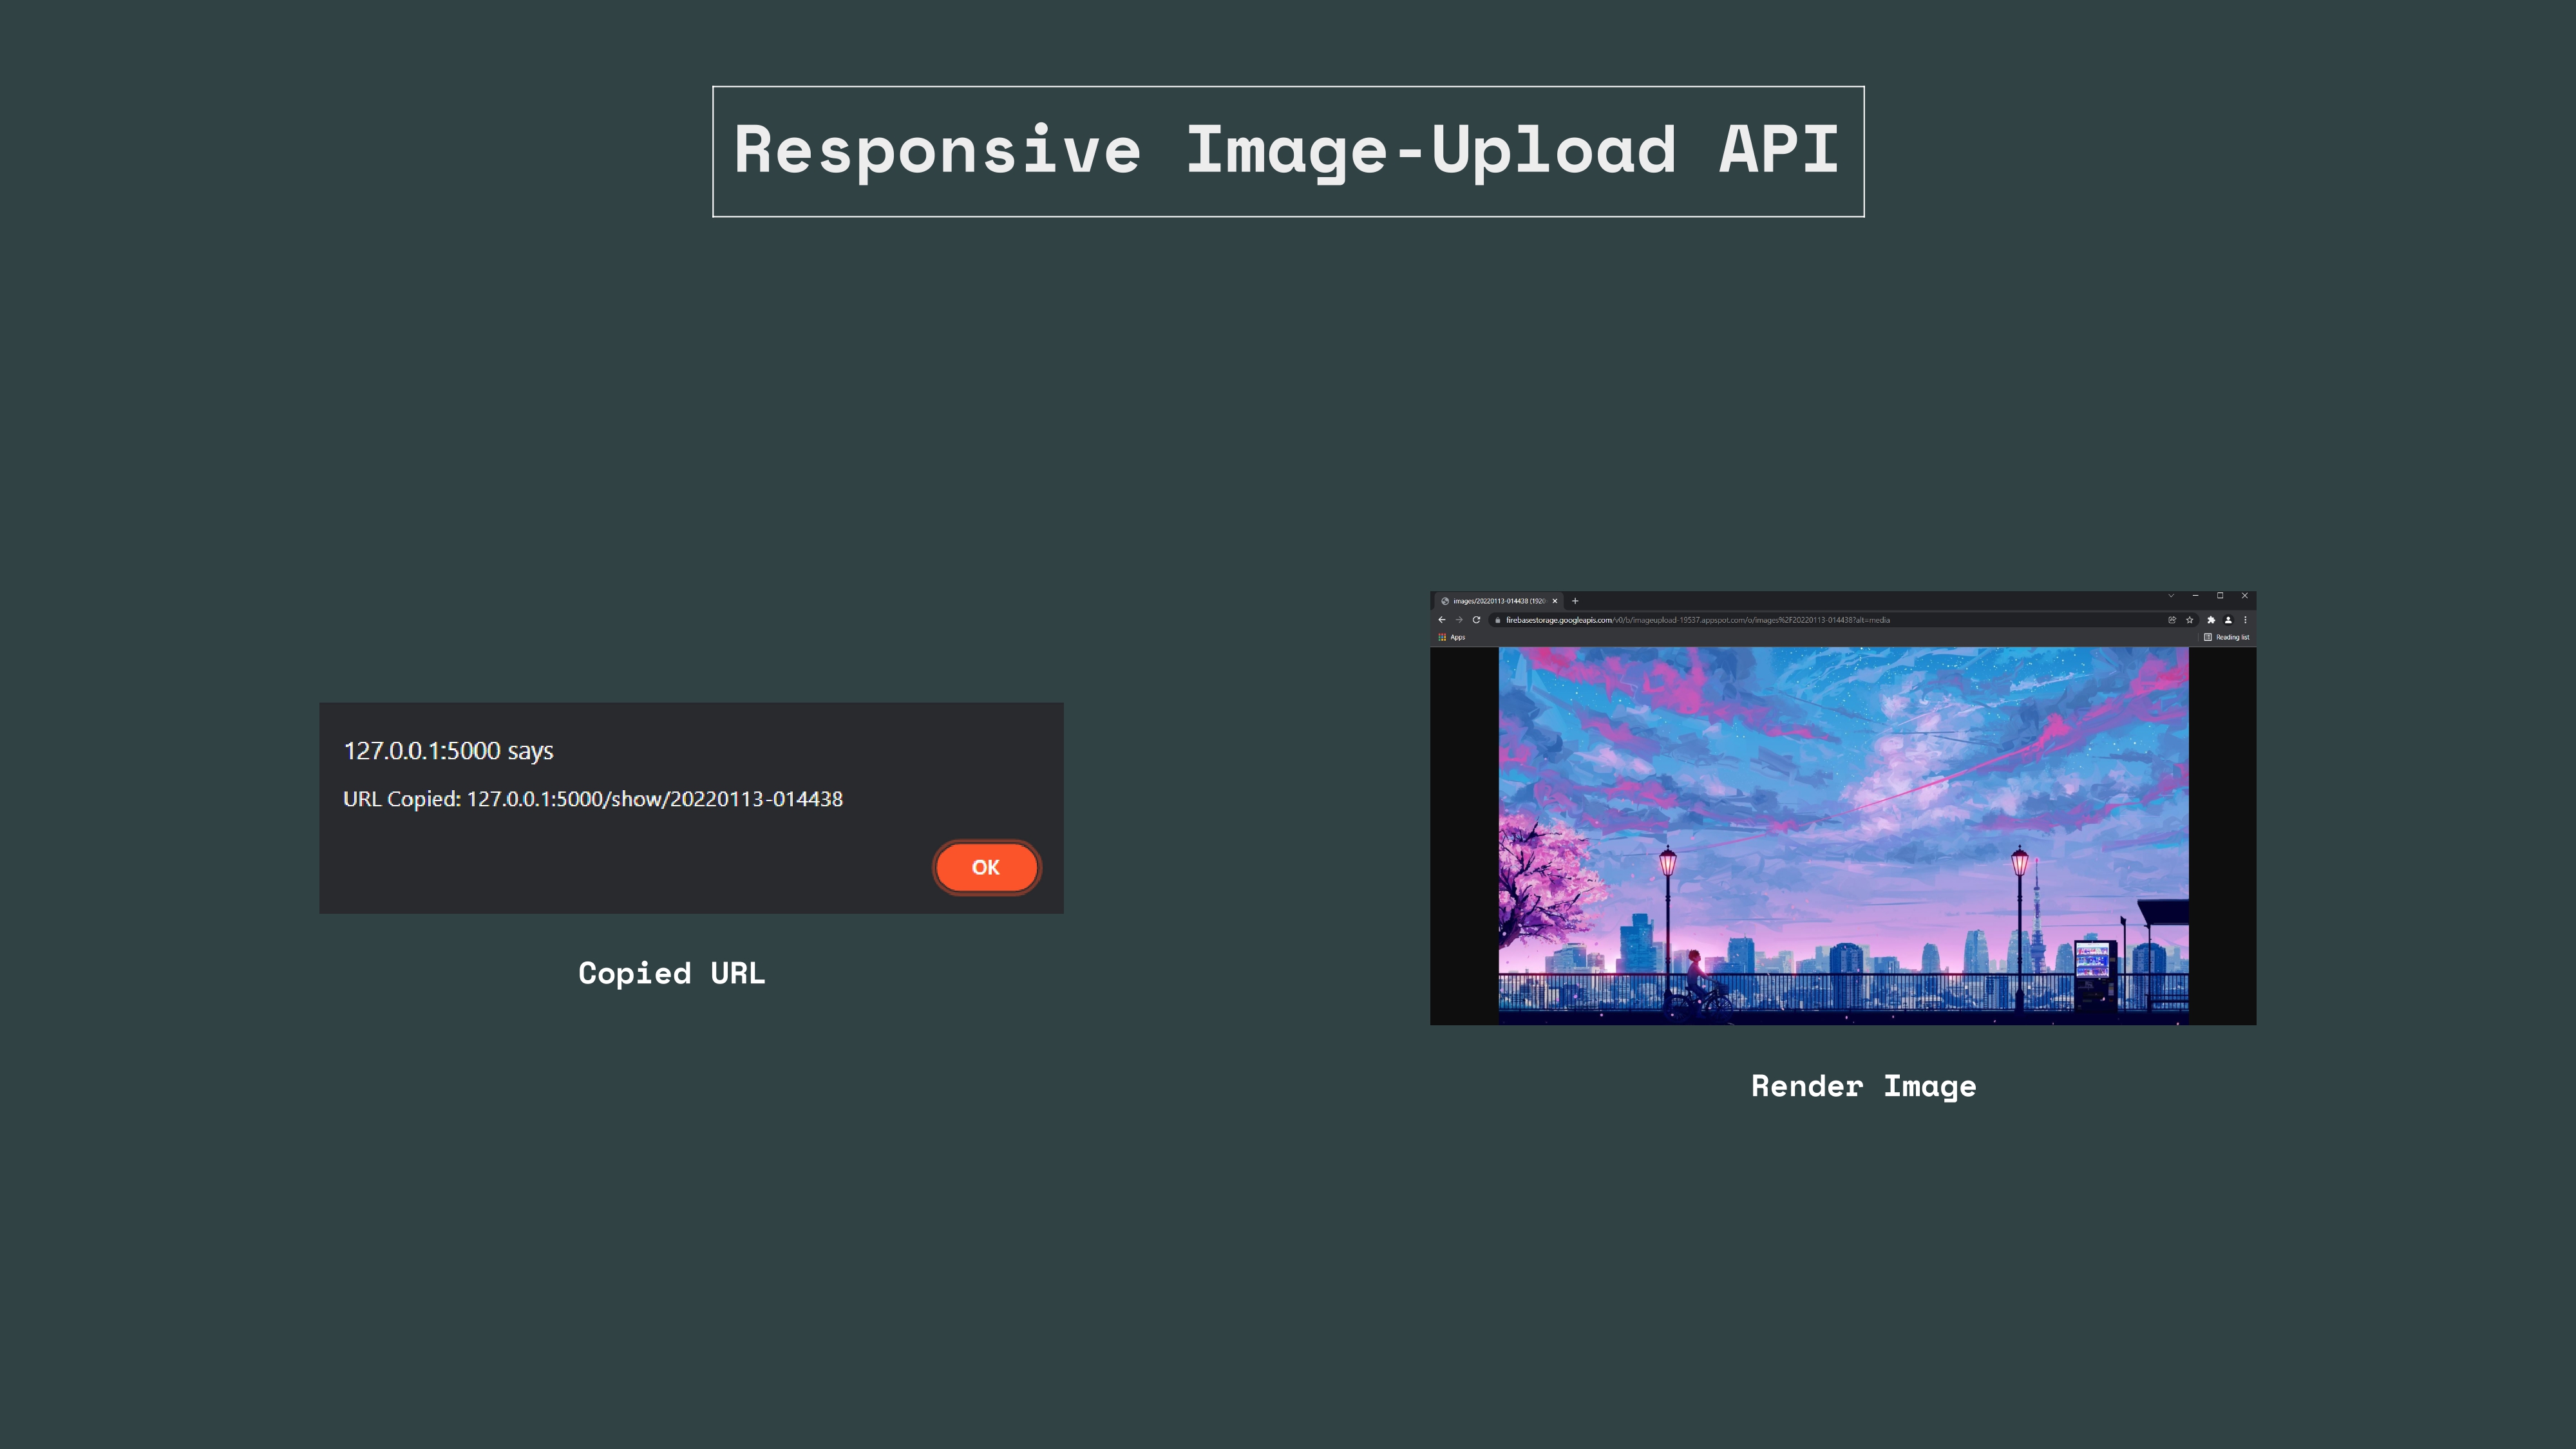 Responsive Image-Upload API
127.0.0.1:5000 says
URL Copied: 127.0.0.1:5000/show/20220113-014438
OK
Copied URL
images/20220113-014438 (1920
firebasestorage.googleapis.com/v0/b/imageupload-19537.appspot.com/o/images%2F20220113-014438?alt=media
Apps
Reading list
Render Image